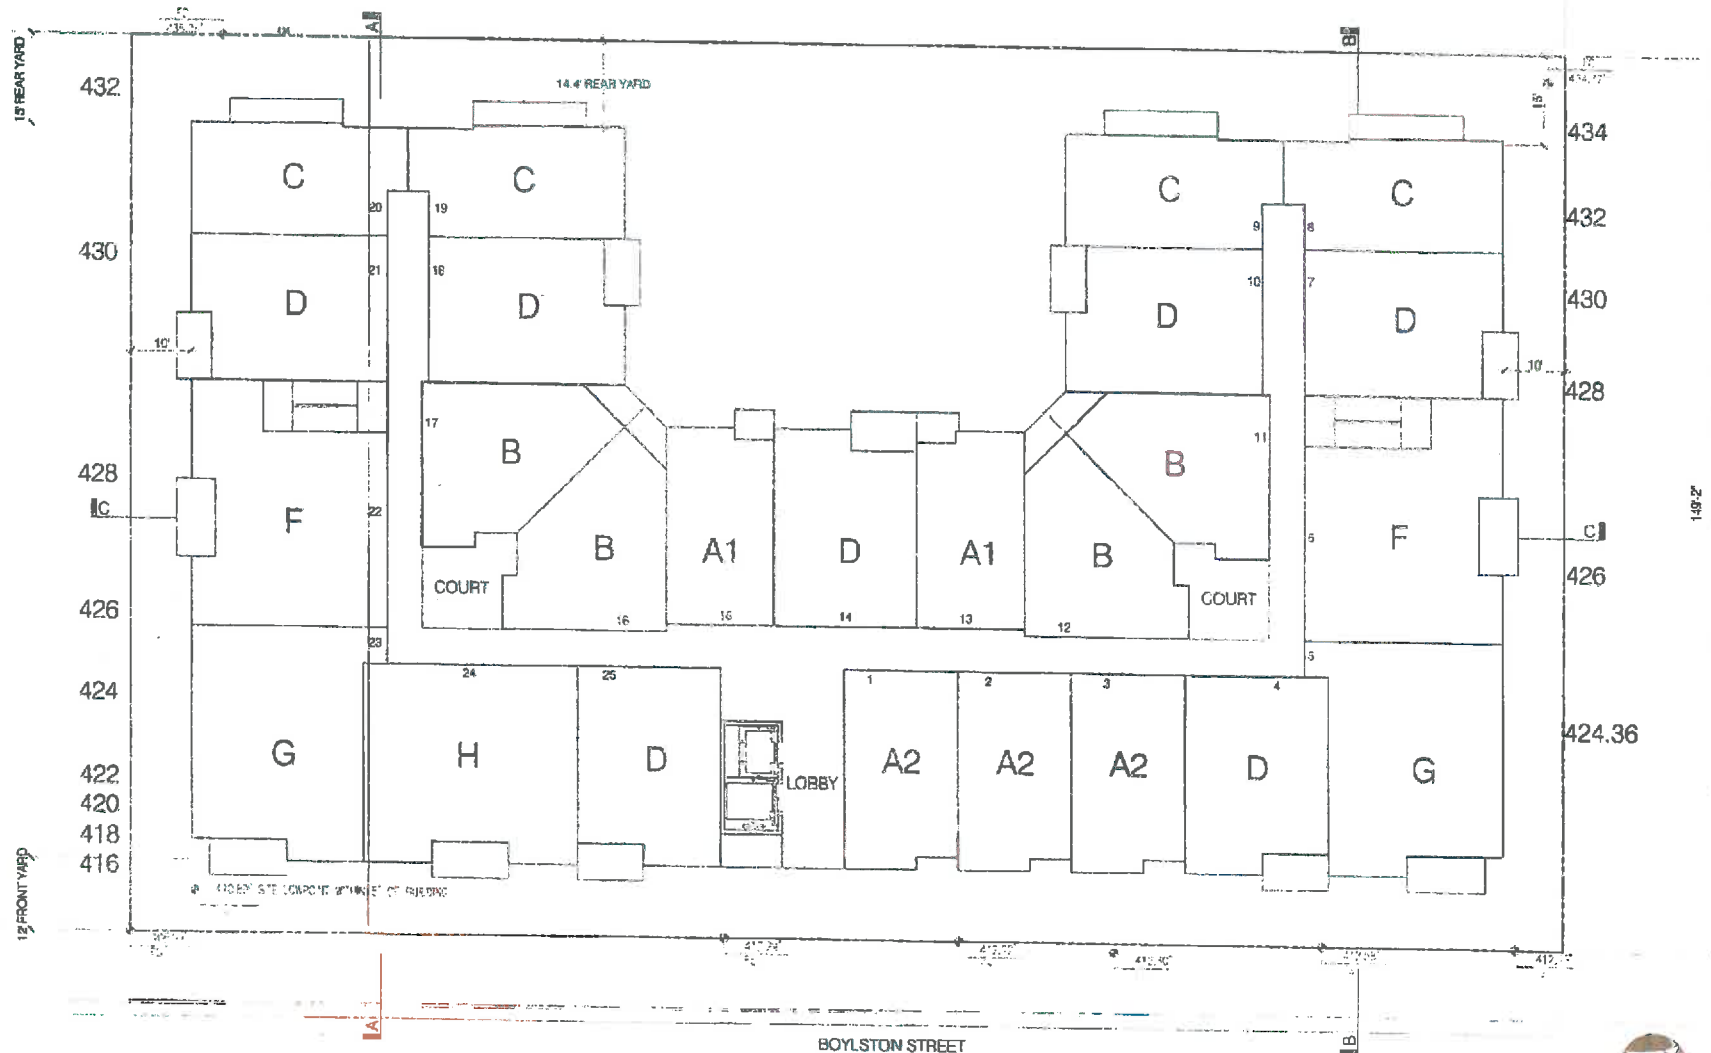 A B
15' REAR YARD
432
14.4' REAR YARD
15'
434
C C C C
20 19 9 8
432
430
21 18 10 7
430
D D D D
10' 10'
428
17 11
B B
428
149'-2"
C F 22 F C
B A1 D A1 B
COURT COURT
426
426
16 15 14 13 12
23
24 25 1 2 3 4 5
424
G H D A2 A2 A2 D G
424.36
LOBBY
422
420
418
416
12' FRONT YARD
A B
BOYLSTON STREET